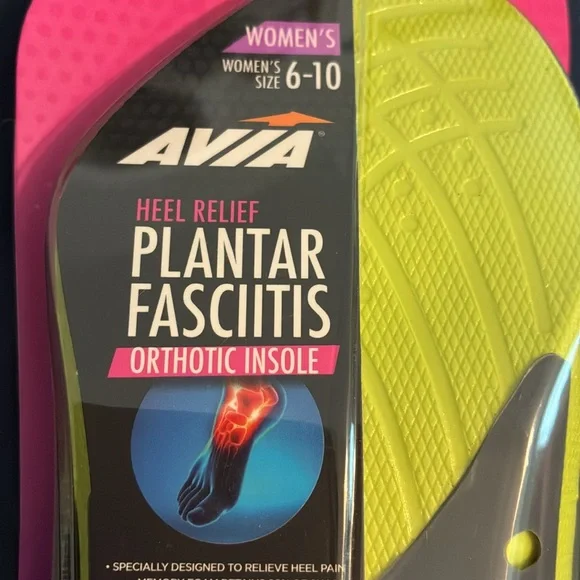 WOMEN'S
WOMEN'S
SIZE 6-10
AVIA
HEEL RELIEF
PLANTAR
FASCIITIS
ORTHOTIC INSOLE
• SPECIALLY DESIGNED TO RELIEVE HEEL PAIN